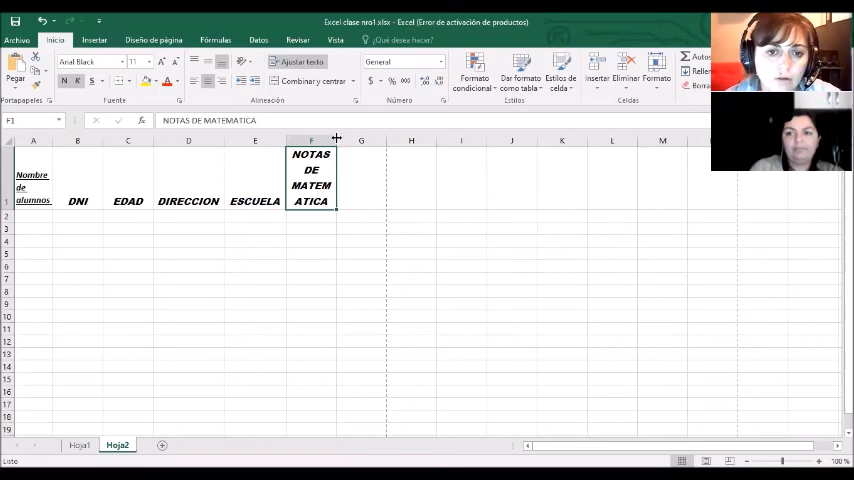 Excel clase nro1.xlsx - Excel (Error de activación de productos)
Archivo Inicio Insertar Diseño de página Fórmulas Datos Revisar Vista ¿Qué desea hacer?
Pegar
Arial Black 11
Ajustar texto
General
N K
Combinar y centrar
$ % 000
Formato condicional
Dar formato como tabla
Estilos de celda
Insertar Eliminar Formato
Portapapeles Fuente Alineación Número Estilos Celdas
F1 fx NOTAS DE MATEMATICA
A B C D E F G H I J K L M
1 Nombre de alumnos DNI EDAD DIRECCION ESCUELA NOTAS DE MATEM ATICA
2
3
4
5
6
7
8
9
10
11
12
13
14
15
16
17
18
19
Hoja1 Hoja2
Listo 100 %